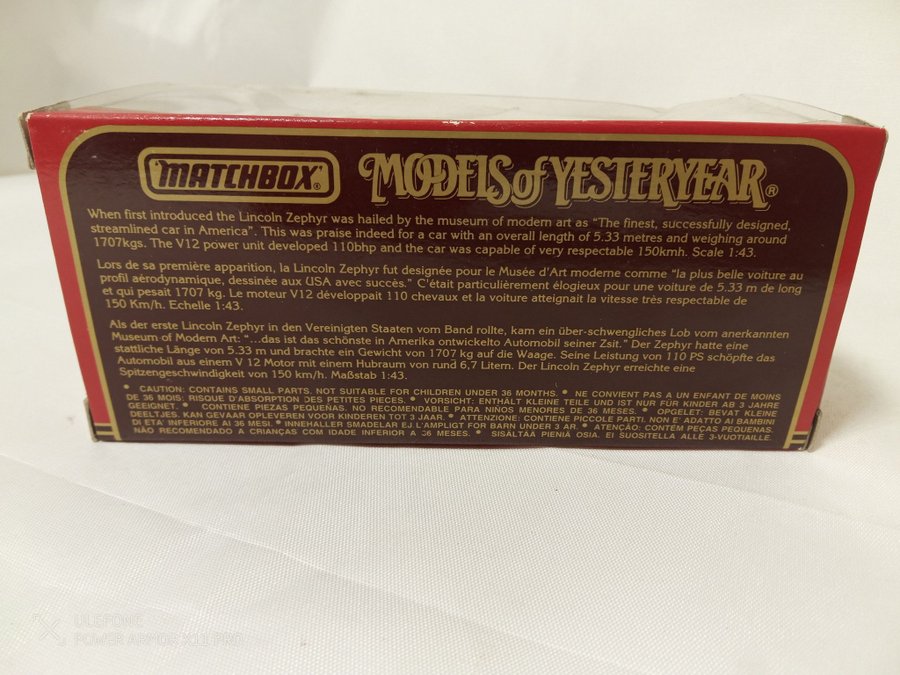 MATCHBOX®
MODELS of YESTERYEAR®
When first introduced the Lincoln Zephyr was hailed by the museum of modern art as "The finest, successfully designed,
streamlined car in America". This was praise indeed for a car with an overall length of 5.33 metres and weighing around
1707kgs. The V12 power unit developed 110bhp and the car was capable of very respectable 150kmh. Scale 1:43.
Lors de sa première apparition, la Lincoln Zephyr fut designée pour le Musée d'Art moderne comme "la plus belle voiture au
profil aérodynamique, dessinée aux USA avec succès." C'était particulièrement élogieux pour une voiture de 5.33 m de long
et qui pesait 1707 kg. Le moteur V12 développait 110 chevaux et la voiture atteignait la vitesse très respectable de
150 Km/h. Echelle 1:43.
Als der erste Lincoln Zephyr in den Vereinigten Staaten vom Band rollte, kam ein über-schwengliches Lob vom anerkannten
Museum of Modern Art: "...das ist das schönste in Amerika ontwickelto Automobil seiner Zsit." Der Zephyr hatte eine
stattliche Länge von 5.33 m und brachte ein Gewicht von 1707 kg auf die Waage. Seine Leistung von 110 PS schöpfte das
Automobil aus einem V 12 Motor mit einem Hubraum von rund 6,7 Litern. Der Lincoln Zephyr erreichte eine
Spitzengeschwindigkeit von 150 km/h. Maßstab 1:43.
• CAUTION: CONTAINS SMALL PARTS. NOT SUITABLE FOR CHILDREN UNDER 36 MONTHS. • NE CONVIENT PAS A UN ENFANT DE MOINS
DE 36 MOIS: RISQUE D'ABSORPTION DES PETITES PIECES. • VORSICHT: ENTHÄLT KLEINE TEILE UND IST NUR FUR KINDER AB 3 JAHRE
GEEIGNET. • CONTIENE PIEZAS PEQUEÑAS. NO RECOMENDABLE PARA NIÑOS MENORES DE 36 MESES. • OPGELET: BEVAT KLEINE
DEELTJES. KAN GEVAAR OPLEVEREN VOOR KINDEREN TOT 3 JAAR. • ATTENZIONE: CONTIENE PICCOLE PARTI. NON E' ADATTO AI BAMBINI
DI ETA' INFERIORE AI 36 MESI. • INNEHALLER SMADELAR EJ LAMPLIGT FOR BARN UNDER 3 AR. • ATENÇAO: CONTÉM PEÇAS PEQUENAS.
NÃO RECOMENDADO A CRIANÇAS COM IDADE INFERIOR A 36 MESES. • SISÄLTÄÄ PIENIÄ OSIA. EI SUOSITELLA ALLE 3-VUOTIAILLE.
ULEFONE
POWER ARMOR X11 PRO